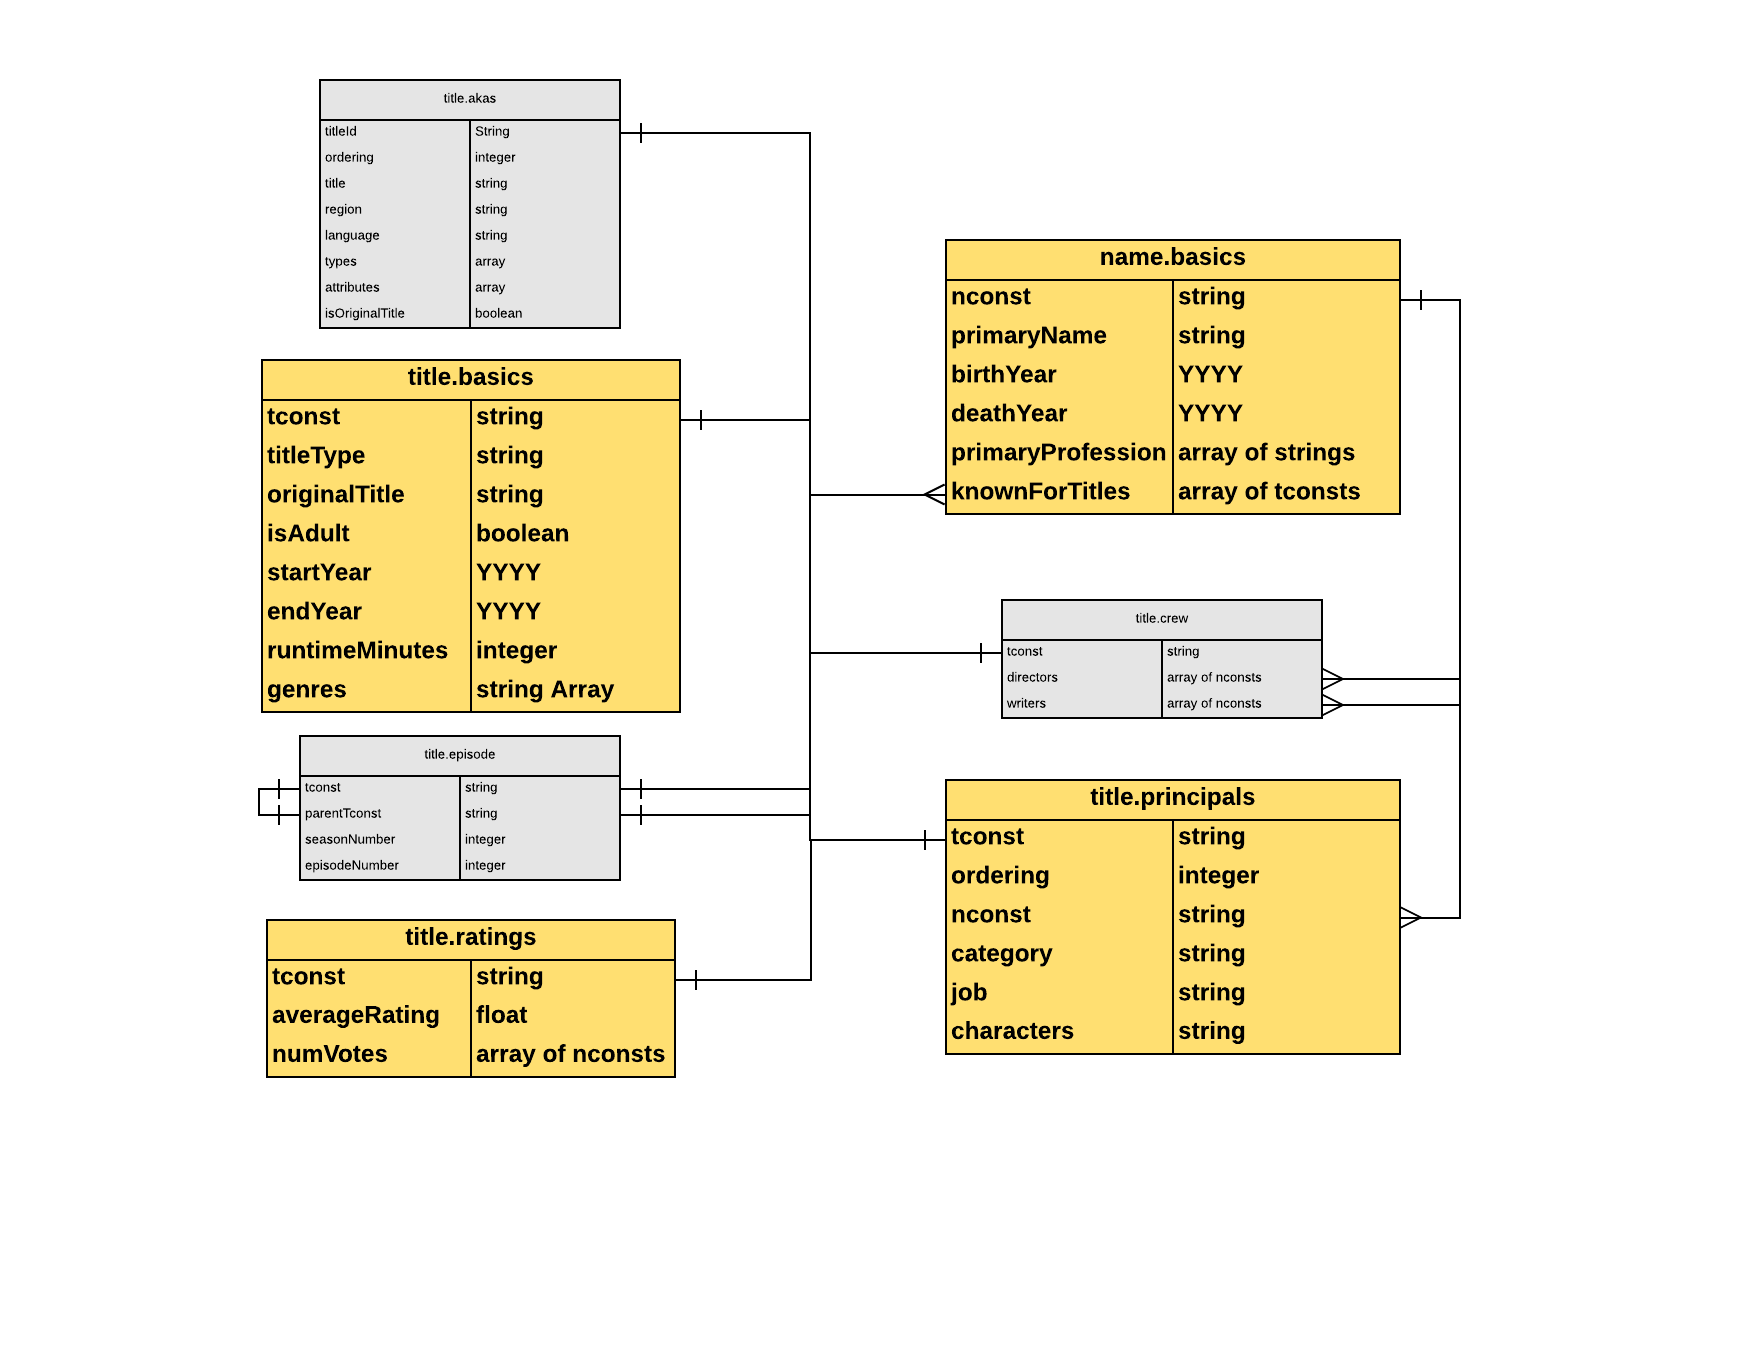 title.akas
titleId String
ordering integer
title string
region string
language string
types array
attributes array
isOriginalTitle boolean
title.basics
tconst string
titleType string
originalTitle string
isAdult boolean
startYear YYYY
endYear YYYY
runtimeMinutes integer
genres string Array
title.episode
tconst string
parentTconst string
seasonNumber integer
episodeNumber integer
title.ratings
tconst string
averageRating float
numVotes array of nconsts
name.basics
nconst string
primaryName string
birthYear YYYY
deathYear YYYY
primaryProfession array of strings
knownForTitles array of tconsts
title.crew
tconst string
directors array of nconsts
writers array of nconsts
title.principals
tconst string
ordering integer
nconst string
category string
job string
characters string